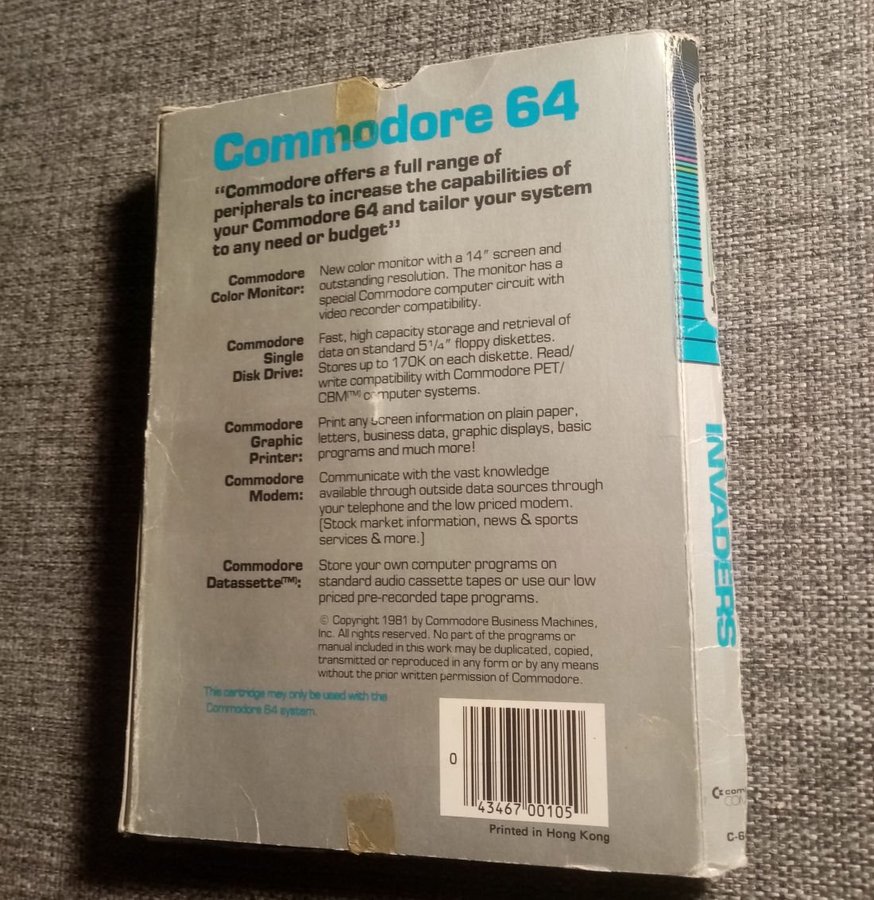 Commodore 64
“Commodore offers a full range of
peripherals to increase the capabilities of
your Commodore 64 and tailor your system
to any need or budget”
Commodore
Color Monitor:
New color monitor with a 14″ screen and
outstanding resolution. The monitor has a
special Commodore computer circuit with
video recorder compatibility.
Commodore
Single
Disk Drive:
Fast, high capacity storage and retrieval of
data on standard 5 1/4″ floppy diskettes.
Stores up to 170K on each diskette. Read/
write compatibility with Commodore PET/
CBM(TM) computer systems.
Commodore
Graphic
Printer:
Print any screen information on plain paper,
letters, business data, graphic displays, basic
programs and much more!
Commodore
Modem:
Communicate with the vast knowledge
available through outside data sources through
your telephone and the low priced modem.
[Stock market information, news & sports
services & more.]
Commodore
Datassette(TM):
Store your own computer programs on
standard audio cassette tapes or use our low
priced pre-recorded tape programs.
© Copyright 1981 by Commodore Business Machines,
Inc. All rights reserved. No part of the programs or
manual included in this work may be duplicated, copied,
transmitted or reproduced in any form or by any means
without the prior written permission of Commodore.
This cartridge may only be used with the
Commodore 64 system.
0 43467 00105
Printed in Hong Kong
INVADERS
com
COM
C-6